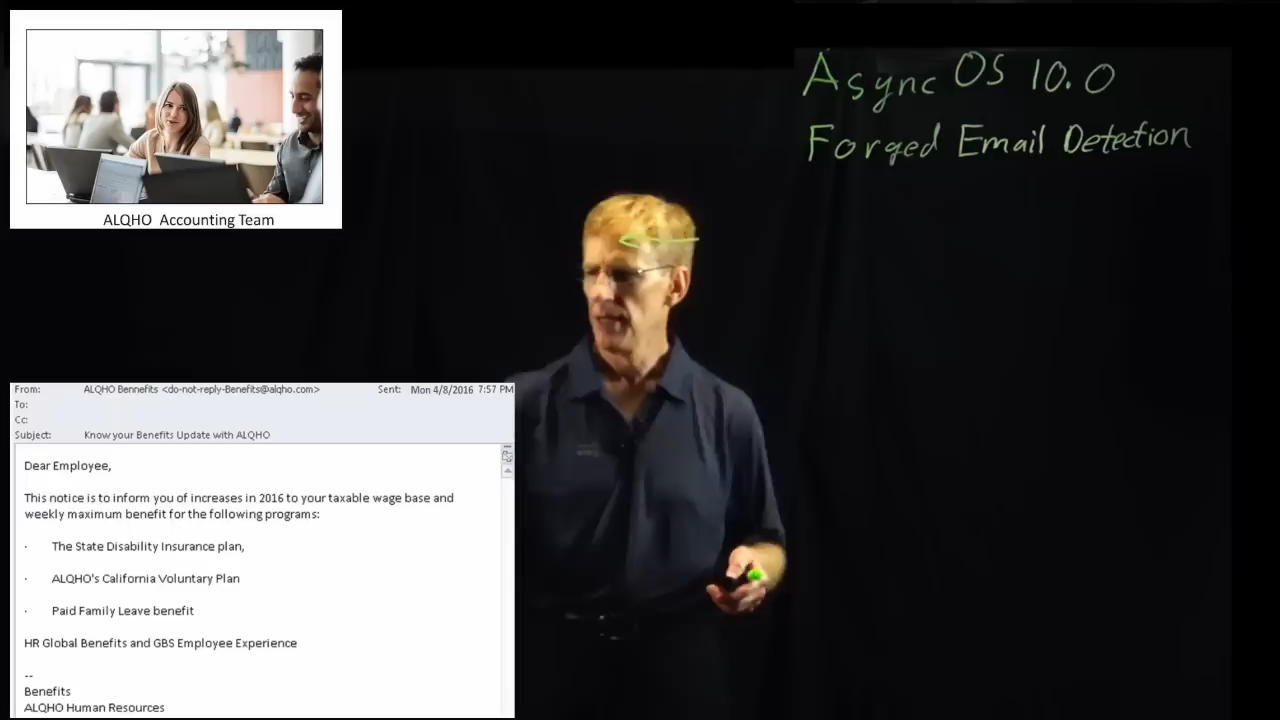 AsyncOS 10.0
Forged Email Detection
ALQHO Accounting Team
From: ALQHO Bennefits <do-not-reply-Benefits@alqho.com> Sent: Mon 4/8/2016 7:57 PM
To:
Cc:
Subject: Know your Benefits Update with ALQHO
Dear Employee,
This notice is to inform you of increases in 2016 to your taxable wage base and
weekly maximum benefit for the following programs:
· The State Disability Insurance plan,
· ALQHO's California Voluntary Plan
· Paid Family Leave benefit
HR Global Benefits and GBS Employee Experience
--
Benefits
ALQHO Human Resources